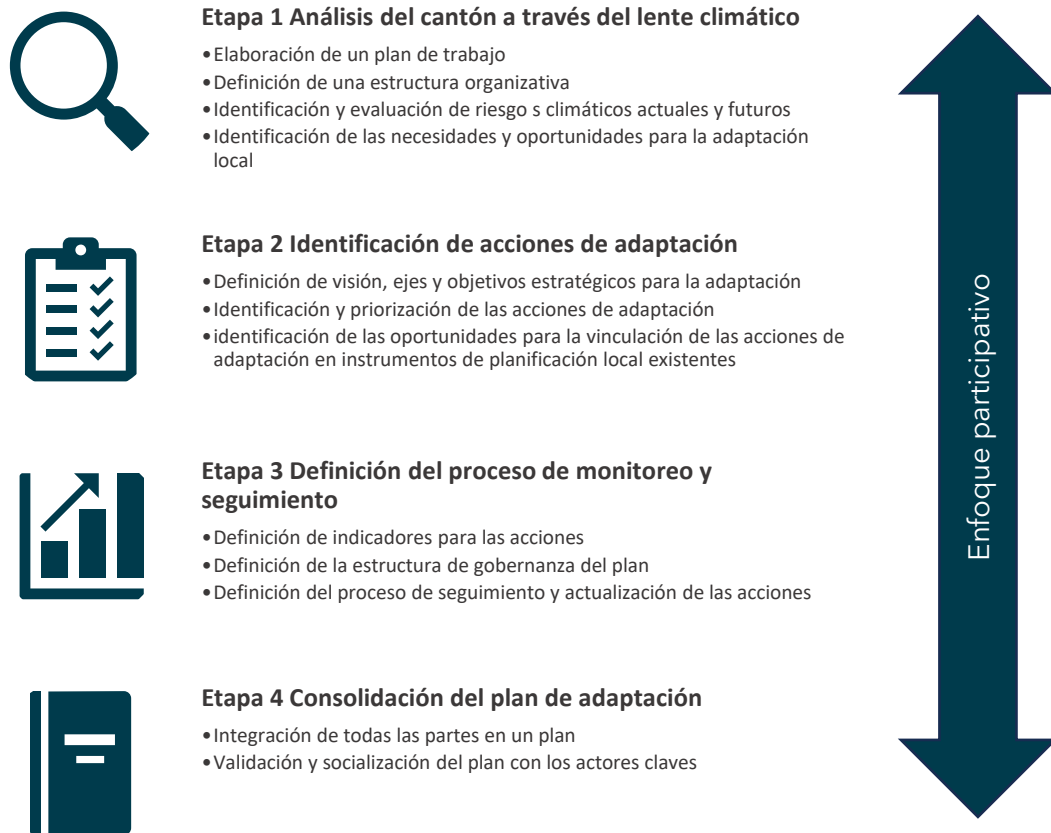 Etapa 1 Análisis del cantón a través del lente climático
•Elaboración de un plan de trabajo
•Definición de una estructura organizativa
•Identificación y evaluación de riesgo s climáticos actuales y futuros
•Identificación de las necesidades y oportunidades para la adaptación
local
Etapa 2 Identificación de acciones de adaptación
•Definición de visión, ejes y objetivos estratégicos para la adaptación
•Identificación y priorización de las acciones de adaptación
•identificación de las oportunidades para la vinculación de las acciones de
adaptación en instrumentos de planificación local existentes
Etapa 3 Definición del proceso de monitoreo y
seguimiento
•Definición de indicadores para las acciones
•Definición de la estructura de gobernanza del plan
•Definición del proceso de seguimiento y actualización de las acciones
Etapa 4 Consolidación del plan de adaptación
•Integración de todas las partes en un plan
•Validación y socialización del plan con los actores claves
Enfoque participativo